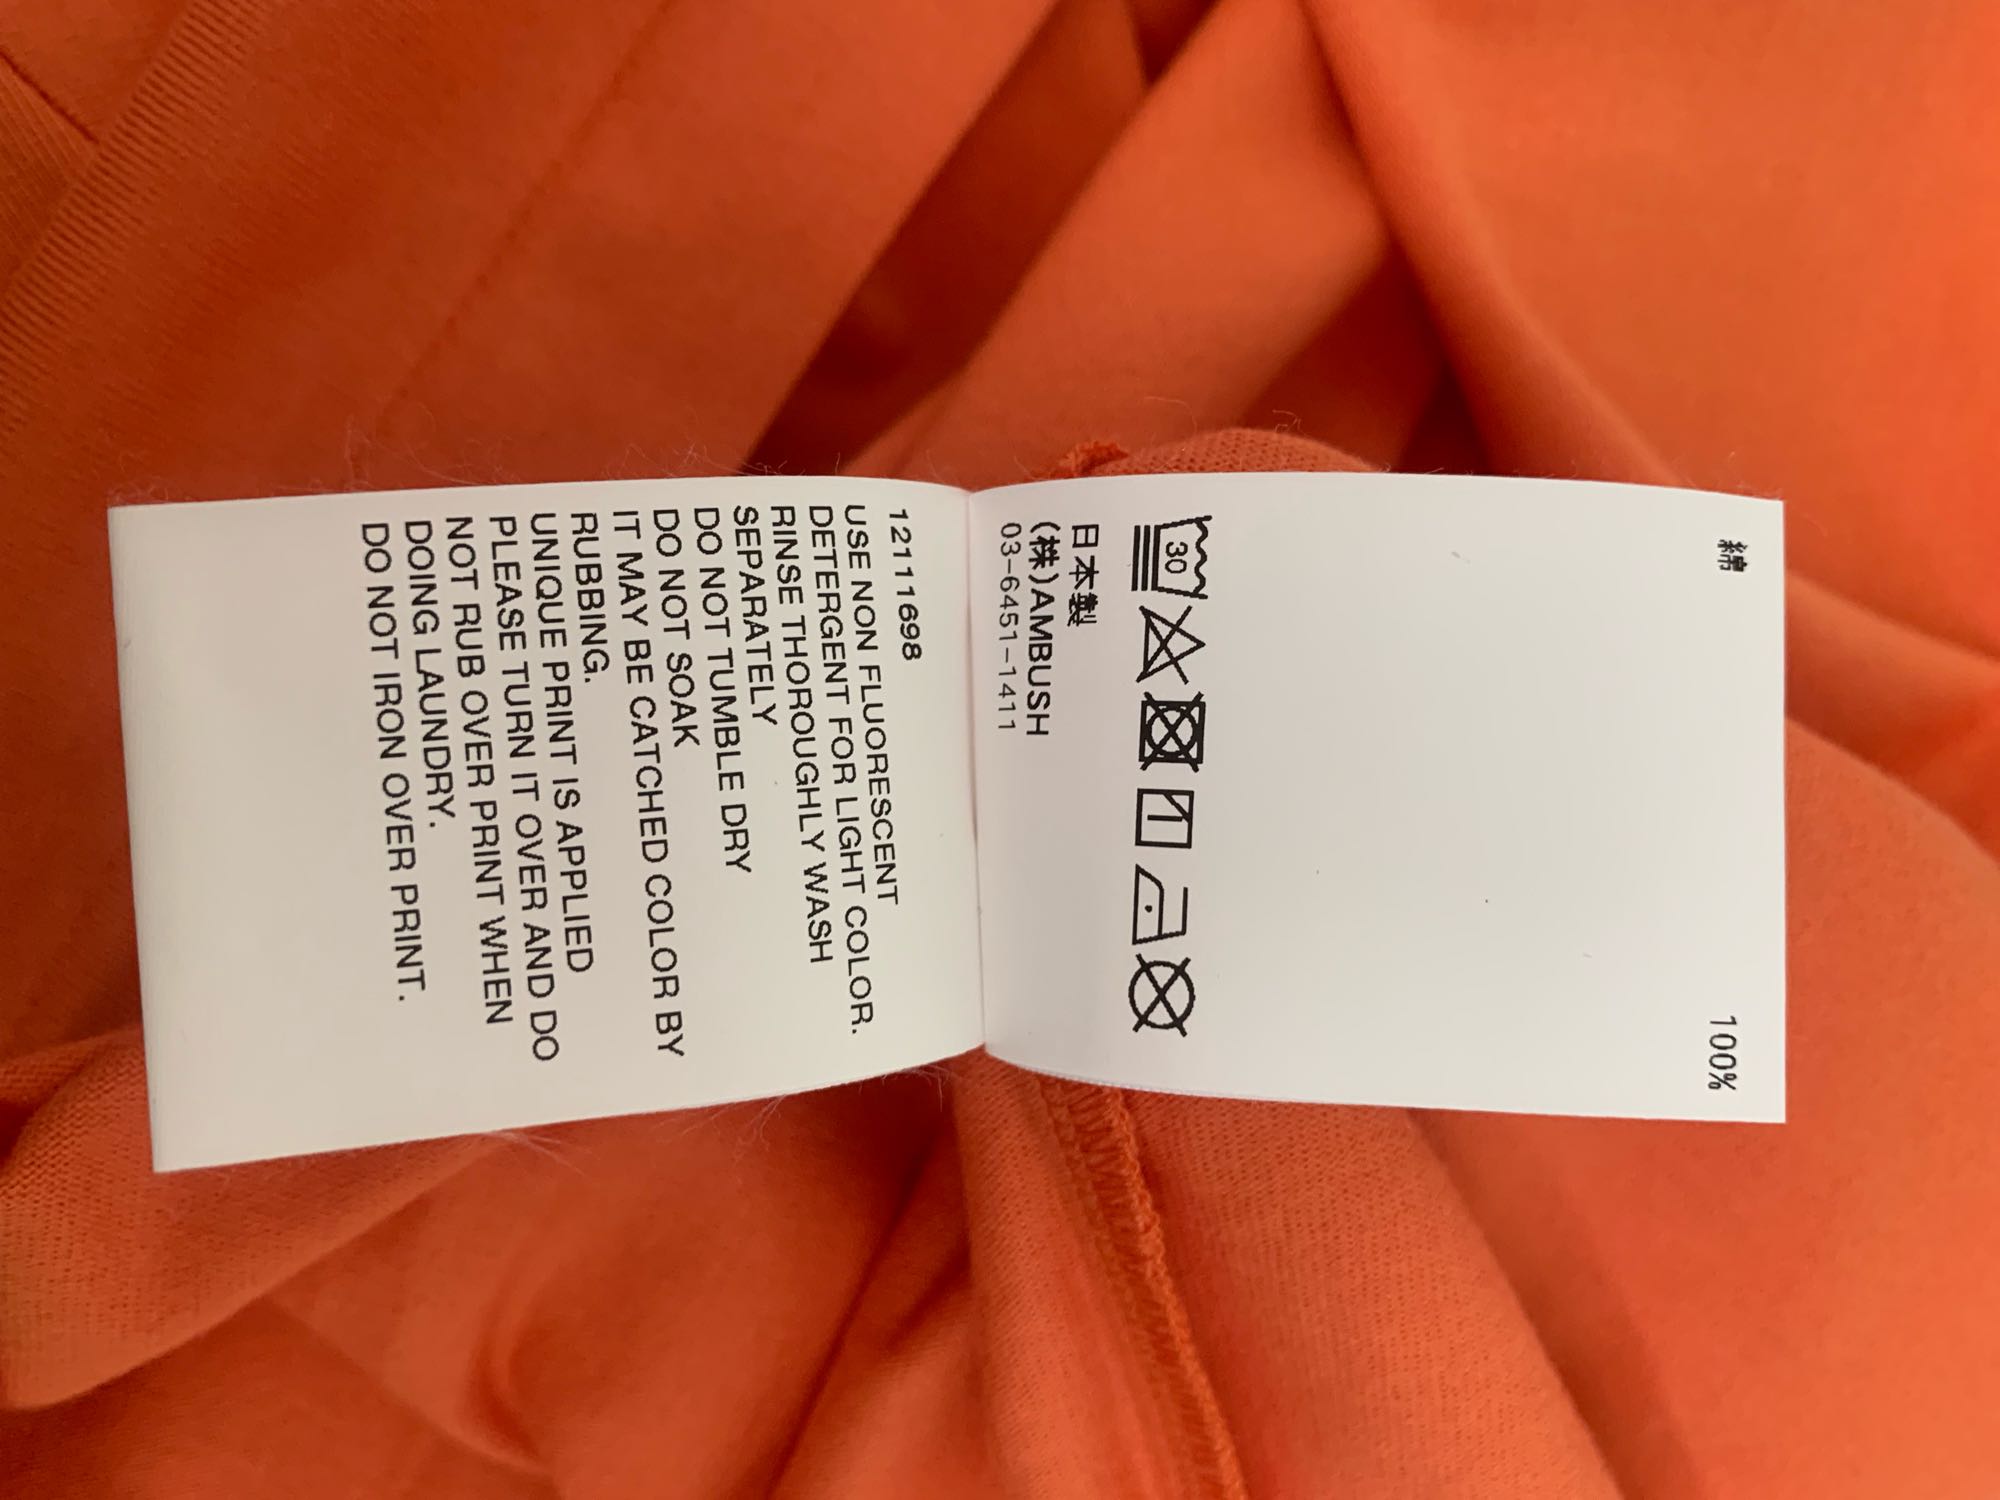 綿 100%
30
日本製
(株)AMBUSH
03-6451-1411
12111698
USE NON FLUORESCENT
DETERGENT FOR LIGHT COLOR.
RINSE THOROUGHLY WASH
SEPARATELY
DO NOT TUMBLE DRY
DO NOT SOAK
IT MAY BE CATCHED COLOR BY
RUBBING.
UNIQUE PRINT IS APPLIED
PLEASE TURN IT OVER AND DO
NOT RUB OVER PRINT WHEN
DOING LAUNDRY.
DO NOT IRON OVER PRINT.